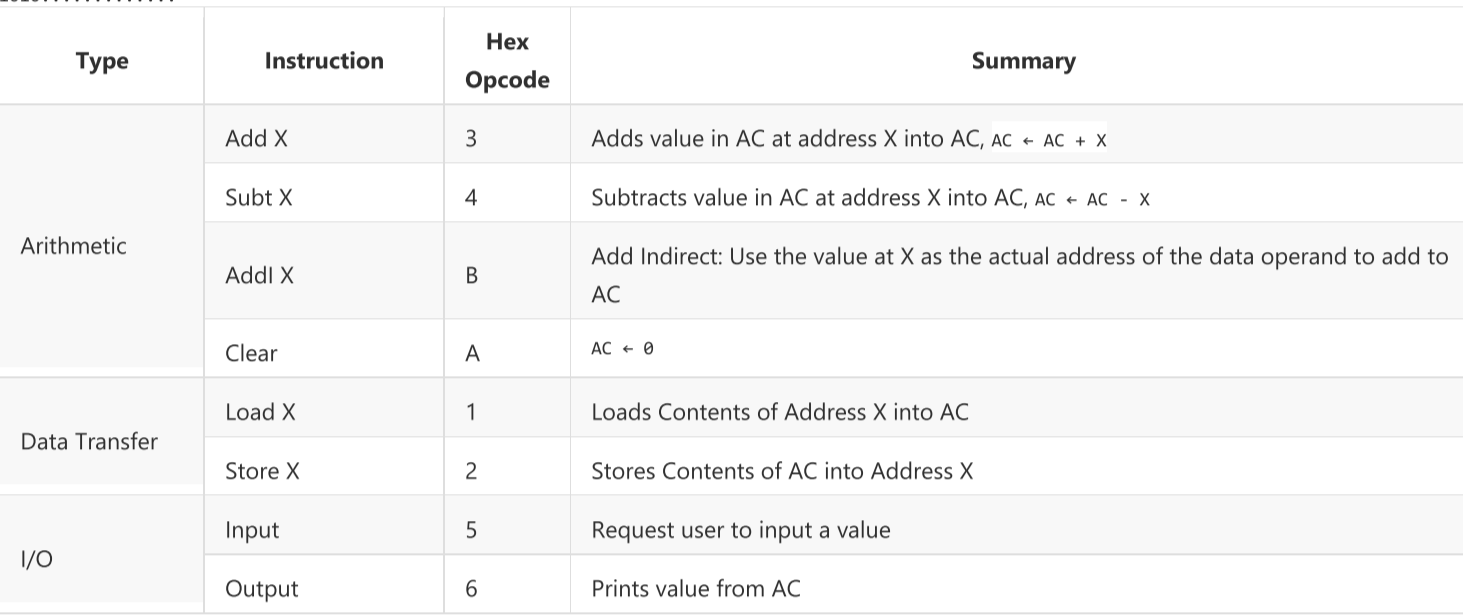 Type Instruction Hex Opcode Summary
Arithmetic
Add X 3 Adds value in AC at address X into AC, AC ← AC + X
Subt X 4 Subtracts value in AC at address X into AC, AC ← AC - X
AddI X B Add Indirect: Use the value at X as the actual address of the data operand to add to
AC
Clear A AC ← 0
Data Transfer
Load X 1 Loads Contents of Address X into AC
Store X 2 Stores Contents of AC into Address X
I/O
Input 5 Request user to input a value
Output 6 Prints value from AC